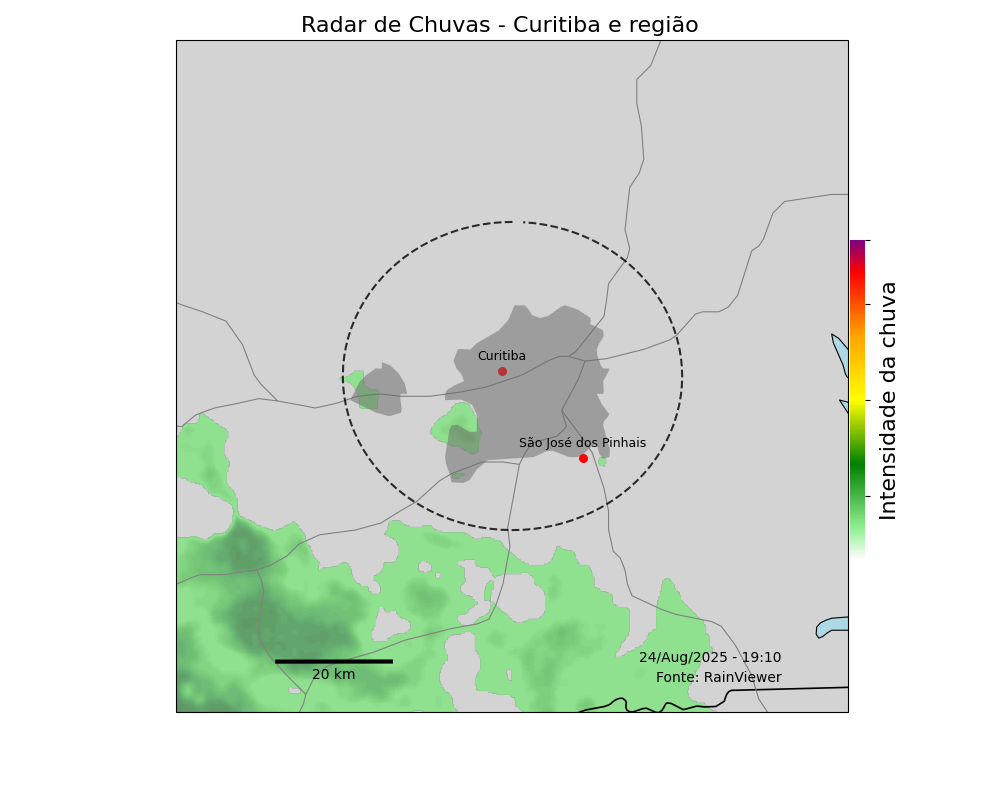 Radar de Chuvas - Curitiba e região
Curitiba
São José dos Pinhais
Intensidade da chuva
24/Aug/2025 - 19:10
20 km
Fonte: RainViewer